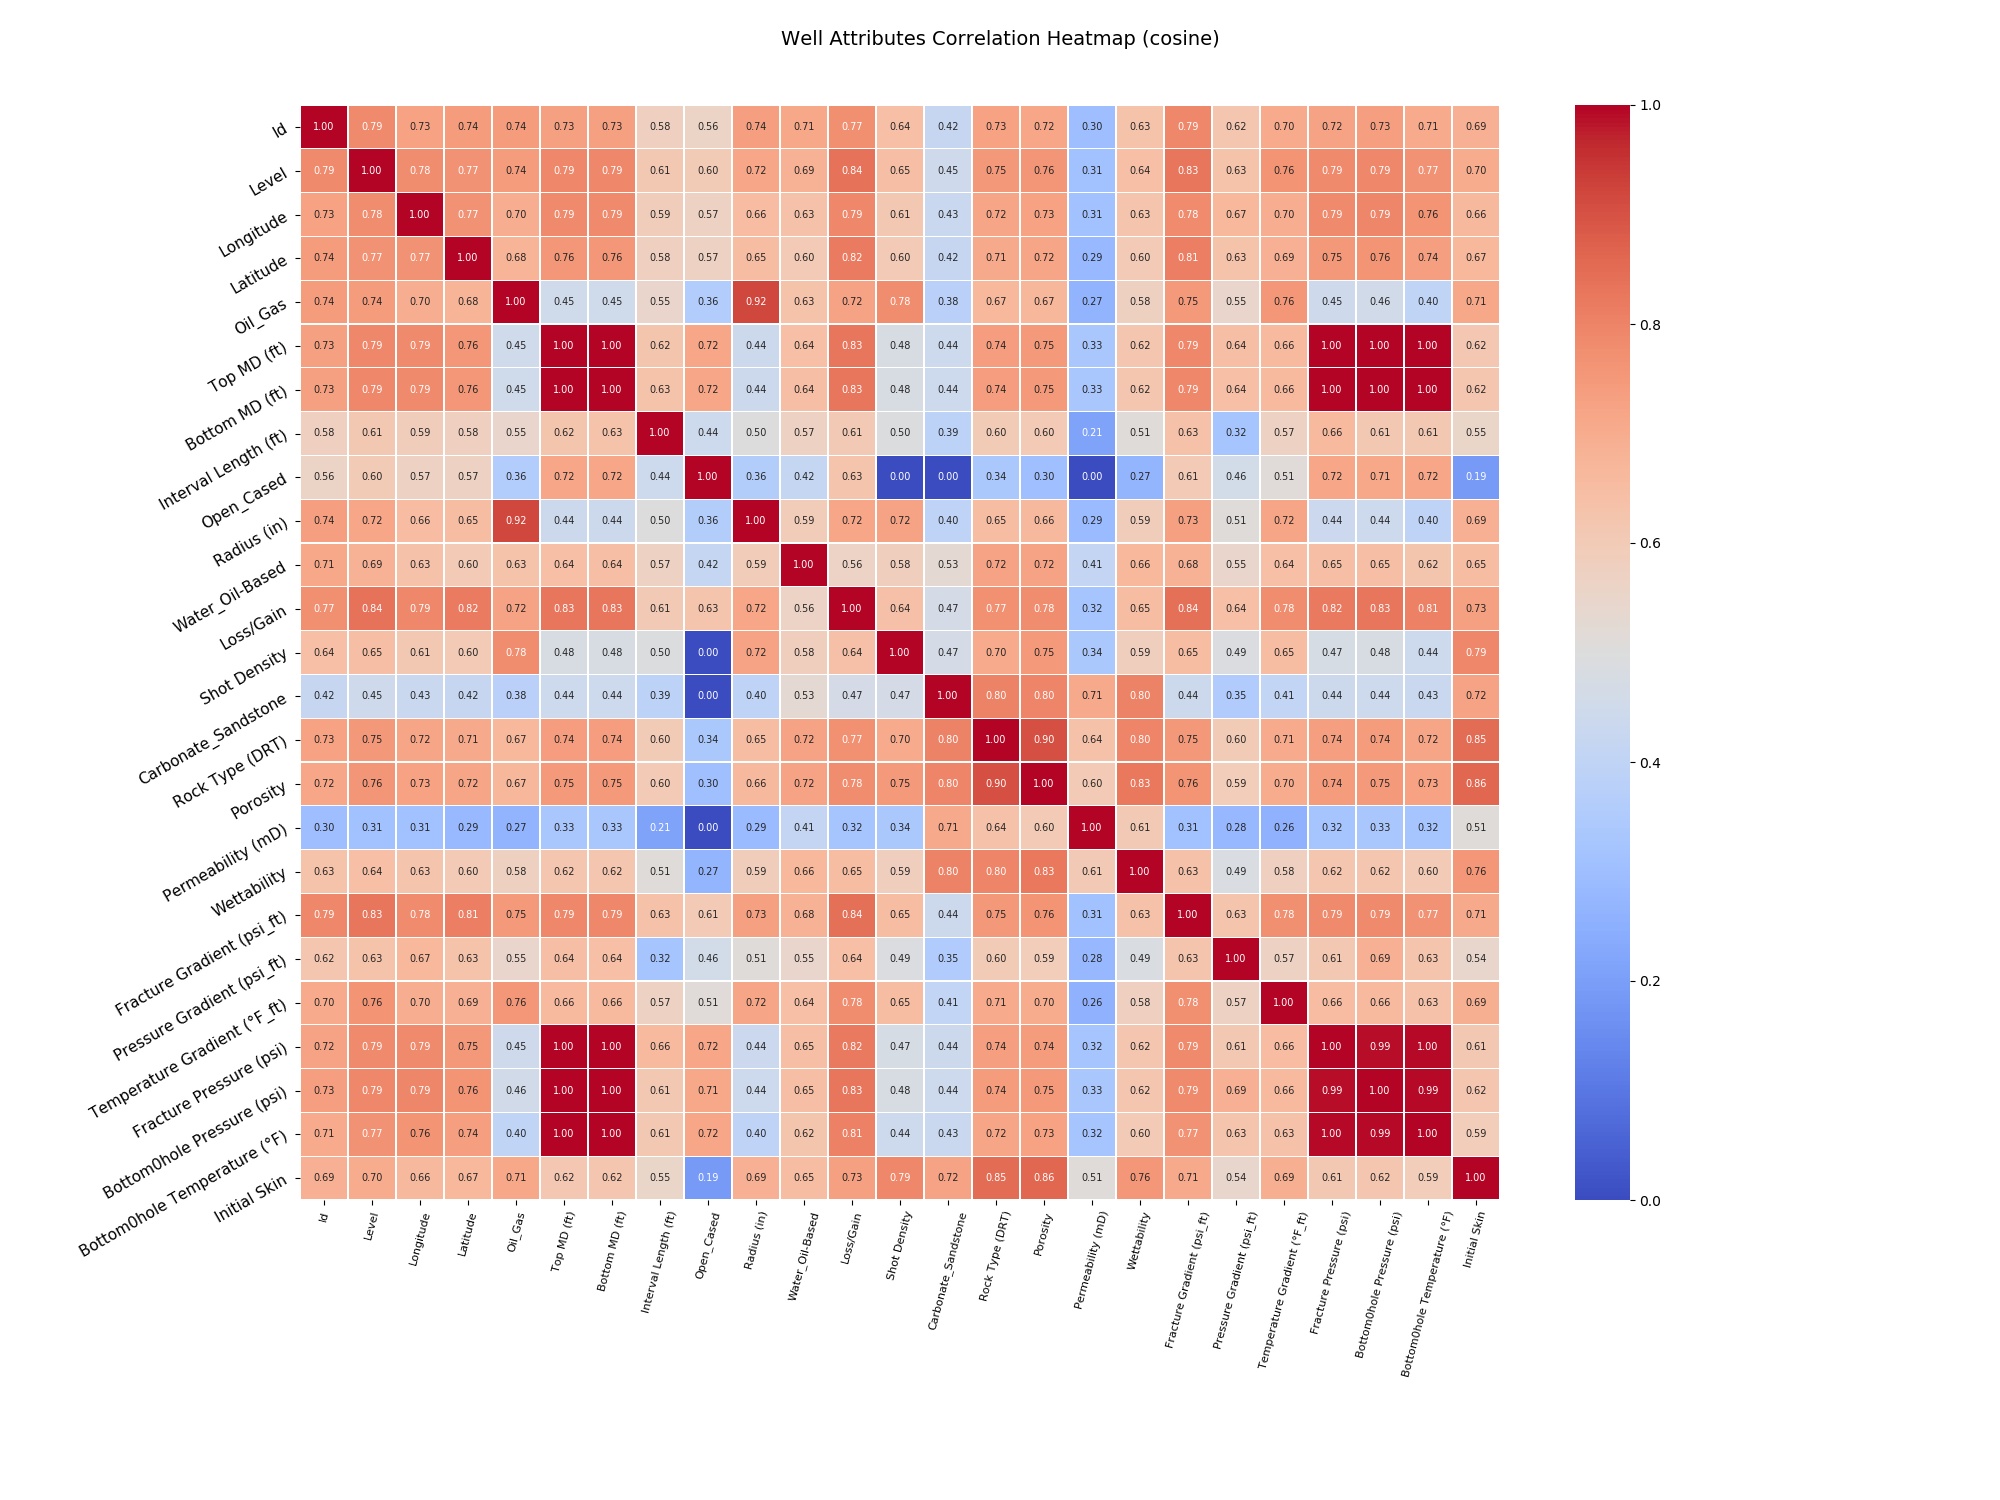 Well Attributes Correlation Heatmap (cosine)
Id 1.00 0.79 0.73 0.74 0.74 0.73 0.73 0.58 0.56 0.74 0.71 0.77 0.64 0.42 0.73 0.72 0.30 0.63 0.79 0.62 0.70 0.72 0.73 0.71 0.69
Level 0.79 1.00 0.78 0.77 0.74 0.79 0.79 0.61 0.60 0.72 0.69 0.84 0.65 0.45 0.75 0.76 0.31 0.64 0.83 0.63 0.76 0.79 0.79 0.77 0.70
Longitude 0.73 0.78 1.00 0.77 0.70 0.79 0.79 0.59 0.57 0.66 0.63 0.79 0.61 0.43 0.72 0.73 0.31 0.63 0.78 0.67 0.70 0.79 0.79 0.76 0.66
Latitude 0.74 0.77 0.77 1.00 0.68 0.76 0.76 0.58 0.57 0.65 0.60 0.82 0.60 0.42 0.71 0.72 0.29 0.60 0.81 0.63 0.69 0.75 0.76 0.74 0.67
Oil_Gas 0.74 0.74 0.70 0.68 1.00 0.45 0.45 0.55 0.36 0.92 0.63 0.72 0.78 0.38 0.67 0.67 0.27 0.58 0.75 0.55 0.76 0.45 0.46 0.40 0.71
Top MD (ft) 0.73 0.79 0.79 0.76 0.45 1.00 1.00 0.62 0.72 0.44 0.64 0.83 0.48 0.44 0.74 0.75 0.33 0.62 0.79 0.64 0.66 1.00 1.00 1.00 0.62
Bottom MD (ft) 0.73 0.79 0.79 0.76 0.45 1.00 1.00 0.63 0.72 0.44 0.64 0.83 0.48 0.44 0.74 0.75 0.33 0.62 0.79 0.64 0.66 1.00 1.00 1.00 0.62
Interval Length (ft) 0.58 0.61 0.59 0.58 0.55 0.62 0.63 1.00 0.44 0.50 0.57 0.61 0.50 0.39 0.60 0.60 0.21 0.51 0.63 0.32 0.57 0.66 0.61 0.61 0.55
Open_Cased 0.56 0.60 0.57 0.57 0.36 0.72 0.72 0.44 1.00 0.36 0.42 0.63 0.00 0.00 0.34 0.30 0.00 0.27 0.61 0.46 0.51 0.72 0.71 0.72 0.19
Radius (in) 0.74 0.72 0.66 0.65 0.92 0.44 0.44 0.50 0.36 1.00 0.59 0.72 0.72 0.40 0.65 0.66 0.29 0.59 0.73 0.51 0.72 0.44 0.44 0.40 0.69
Water_Oil-Based 0.71 0.69 0.63 0.60 0.63 0.64 0.64 0.57 0.42 0.59 1.00 0.56 0.58 0.53 0.72 0.72 0.41 0.66 0.68 0.55 0.64 0.65 0.65 0.62 0.65
Loss/Gain 0.77 0.84 0.79 0.82 0.72 0.83 0.83 0.61 0.63 0.72 0.56 1.00 0.64 0.47 0.77 0.78 0.32 0.65 0.84 0.64 0.78 0.82 0.83 0.81 0.73
Shot Density 0.64 0.65 0.61 0.60 0.78 0.48 0.48 0.50 0.00 0.72 0.58 0.64 1.00 0.47 0.70 0.75 0.34 0.59 0.65 0.49 0.65 0.47 0.48 0.44 0.79
Carbonate_Sandstone 0.42 0.45 0.43 0.42 0.38 0.44 0.44 0.39 0.00 0.40 0.53 0.47 0.47 1.00 0.80 0.80 0.71 0.80 0.44 0.35 0.41 0.44 0.44 0.43 0.72
Rock Type (DRT) 0.73 0.75 0.72 0.71 0.67 0.74 0.74 0.60 0.34 0.65 0.72 0.77 0.70 0.80 1.00 0.90 0.64 0.80 0.75 0.60 0.71 0.74 0.74 0.72 0.85
Porosity 0.72 0.76 0.73 0.72 0.67 0.75 0.75 0.60 0.30 0.66 0.72 0.78 0.75 0.80 0.90 1.00 0.60 0.83 0.76 0.59 0.70 0.74 0.75 0.73 0.86
Permeability (mD) 0.30 0.31 0.31 0.29 0.27 0.33 0.33 0.21 0.00 0.29 0.41 0.32 0.34 0.71 0.64 0.60 1.00 0.61 0.31 0.28 0.26 0.32 0.33 0.32 0.51
Wettability 0.63 0.64 0.63 0.60 0.58 0.62 0.62 0.51 0.27 0.59 0.66 0.65 0.59 0.80 0.80 0.83 0.61 1.00 0.63 0.49 0.58 0.62 0.62 0.60 0.76
Fracture Gradient (psi_ft) 0.79 0.83 0.78 0.81 0.75 0.79 0.79 0.63 0.61 0.73 0.68 0.84 0.65 0.44 0.75 0.76 0.31 0.63 1.00 0.63 0.78 0.79 0.79 0.77 0.71
Pressure Gradient (psi_ft) 0.62 0.63 0.67 0.63 0.55 0.64 0.64 0.32 0.46 0.51 0.55 0.64 0.49 0.35 0.60 0.59 0.28 0.49 0.63 1.00 0.57 0.61 0.69 0.63 0.54
Temperature Gradient (°F_ft) 0.70 0.76 0.70 0.69 0.76 0.66 0.66 0.57 0.51 0.72 0.64 0.78 0.65 0.41 0.71 0.70 0.26 0.58 0.78 0.57 1.00 0.66 0.66 0.63 0.69
Fracture Pressure (psi) 0.72 0.79 0.79 0.75 0.45 1.00 1.00 0.66 0.72 0.44 0.65 0.82 0.47 0.44 0.74 0.74 0.32 0.62 0.79 0.61 0.66 1.00 0.99 1.00 0.61
Bottom0hole Pressure (psi) 0.73 0.79 0.79 0.76 0.46 1.00 1.00 0.61 0.71 0.44 0.65 0.83 0.48 0.44 0.74 0.75 0.33 0.62 0.79 0.69 0.66 0.99 1.00 0.99 0.62
Bottom0hole Temperature (°F) 0.71 0.77 0.76 0.74 0.40 1.00 1.00 0.61 0.72 0.40 0.62 0.81 0.44 0.43 0.72 0.73 0.32 0.60 0.77 0.63 0.63 1.00 0.99 1.00 0.59
Initial Skin 0.69 0.70 0.66 0.67 0.71 0.62 0.62 0.55 0.19 0.69 0.65 0.73 0.79 0.72 0.85 0.86 0.51 0.76 0.71 0.54 0.69 0.61 0.62 0.59 1.00
Id
Level
Longitude
Latitude
Oil_Gas
Top MD (ft)
Bottom MD (ft)
Interval Length (ft)
Open_Cased
Radius (in)
Water_Oil-Based
Loss/Gain
Shot Density
Carbonate_Sandstone
Rock Type (DRT)
Porosity
Permeability (mD)
Wettability
Fracture Gradient (psi_ft)
Pressure Gradient (psi_ft)
Temperature Gradient (°F_ft)
Fracture Pressure (psi)
Bottom0hole Pressure (psi)
Bottom0hole Temperature (°F)
Initial Skin
1.0
0.8
0.6
0.4
0.2
0.0